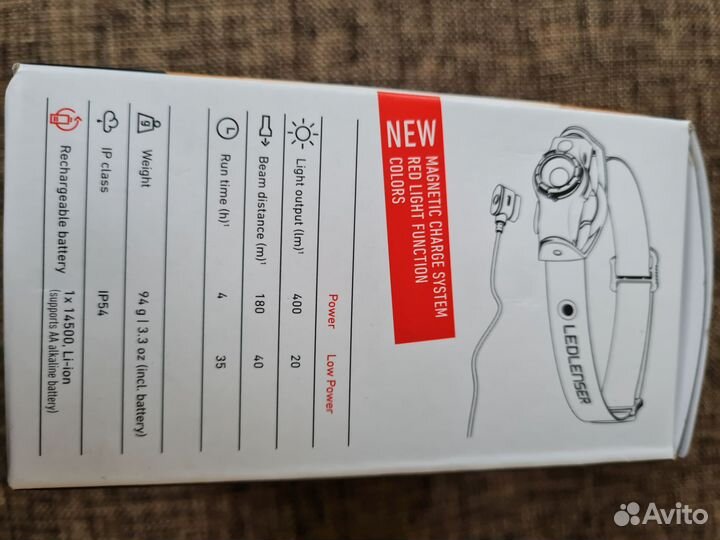 NEW
MAGNETIC CHARGE SYSTEM
RED LIGHT FUNCTION
COLORS
LEDLENSER
Power Low Power
Light output (lm)¹ 400 20
Beam distance (m)¹ 180 40
Run time (h)¹ 4 35
Weight 94 g | 3.3 oz (incl. battery)
IP class IP54
Rechargeable battery 1x 14500, Li-ion
(supports AA alkaline battery)
Avito